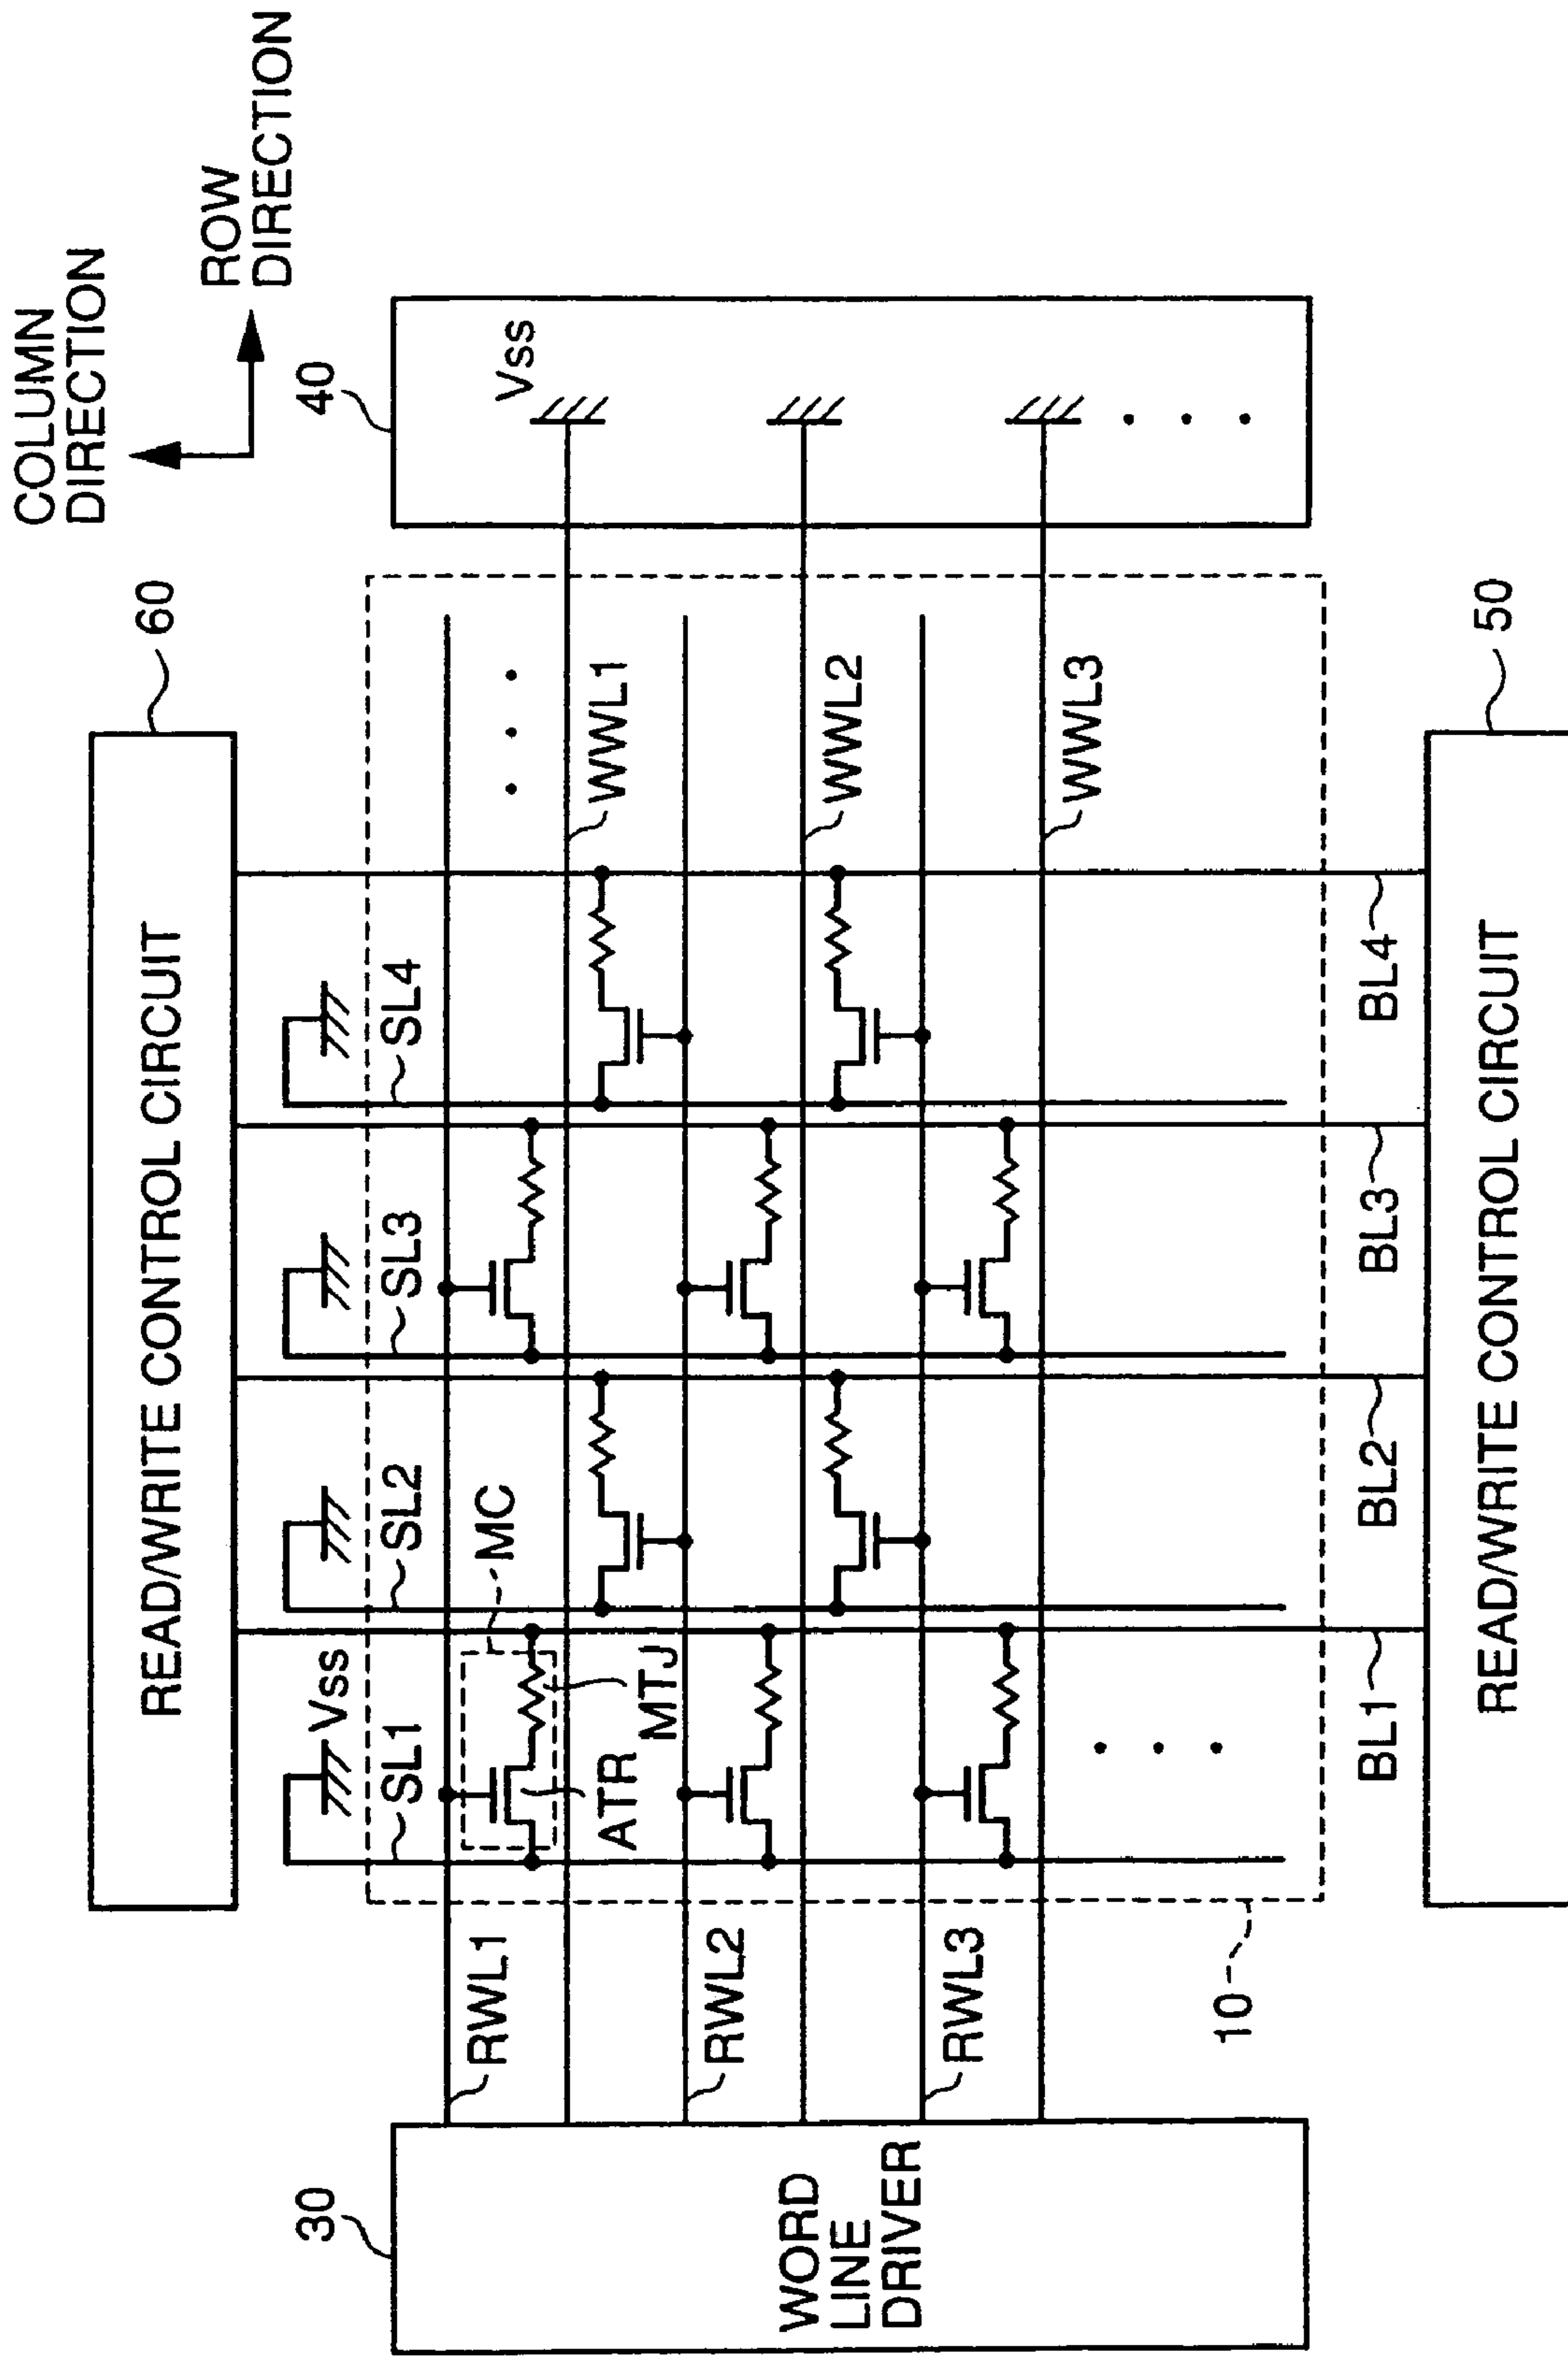 COLUMN
DIRECTION
ROW
DIRECTION
60
READ/WRITE CONTROL CIRCUIT
40
Vss
30
WORD
LINE
DRIVER
Vss
SL1
SL2
SL3
SL4
MC
ATR
MTJ
RWL1
RWL2
RWL3
WWL1
WWL2
WWL3
10
BL1
BL2
BL3
BL4
50
READ/WRITE CONTROL CIRCUIT